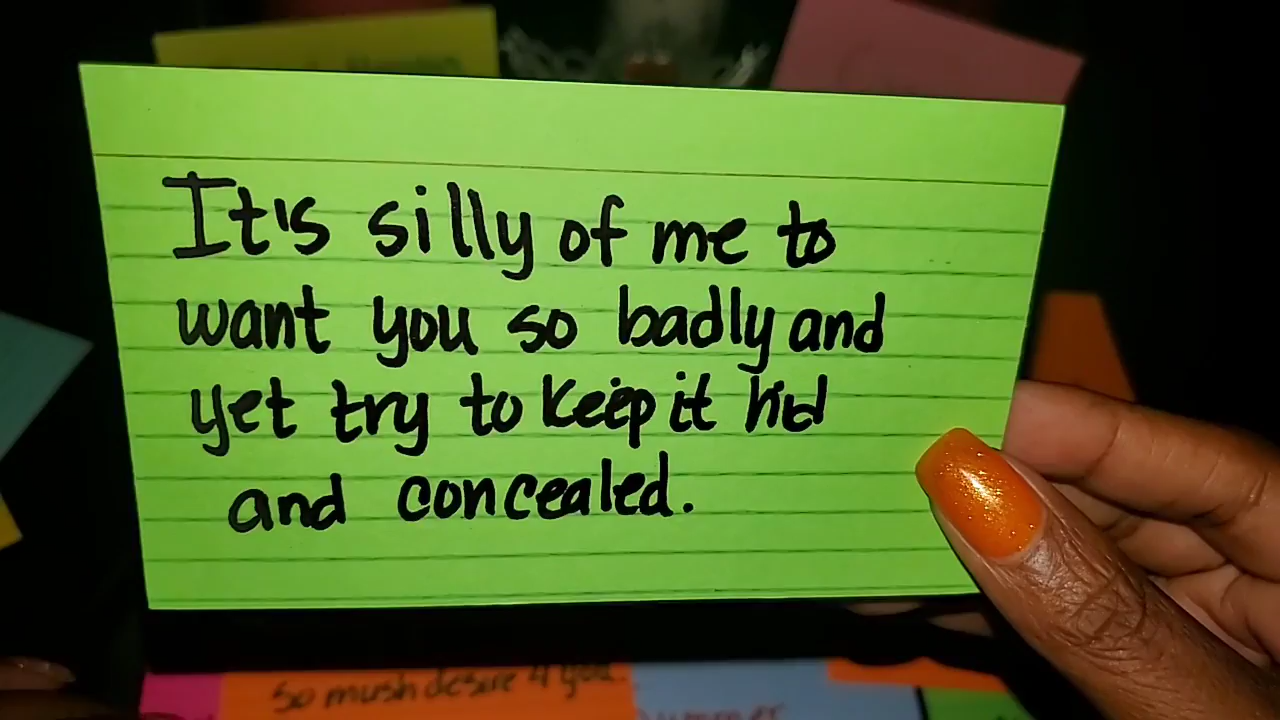 It's silly of me to
want you so badly and
yet try to keep it hid
and concealed.
so mush desire 4 you.